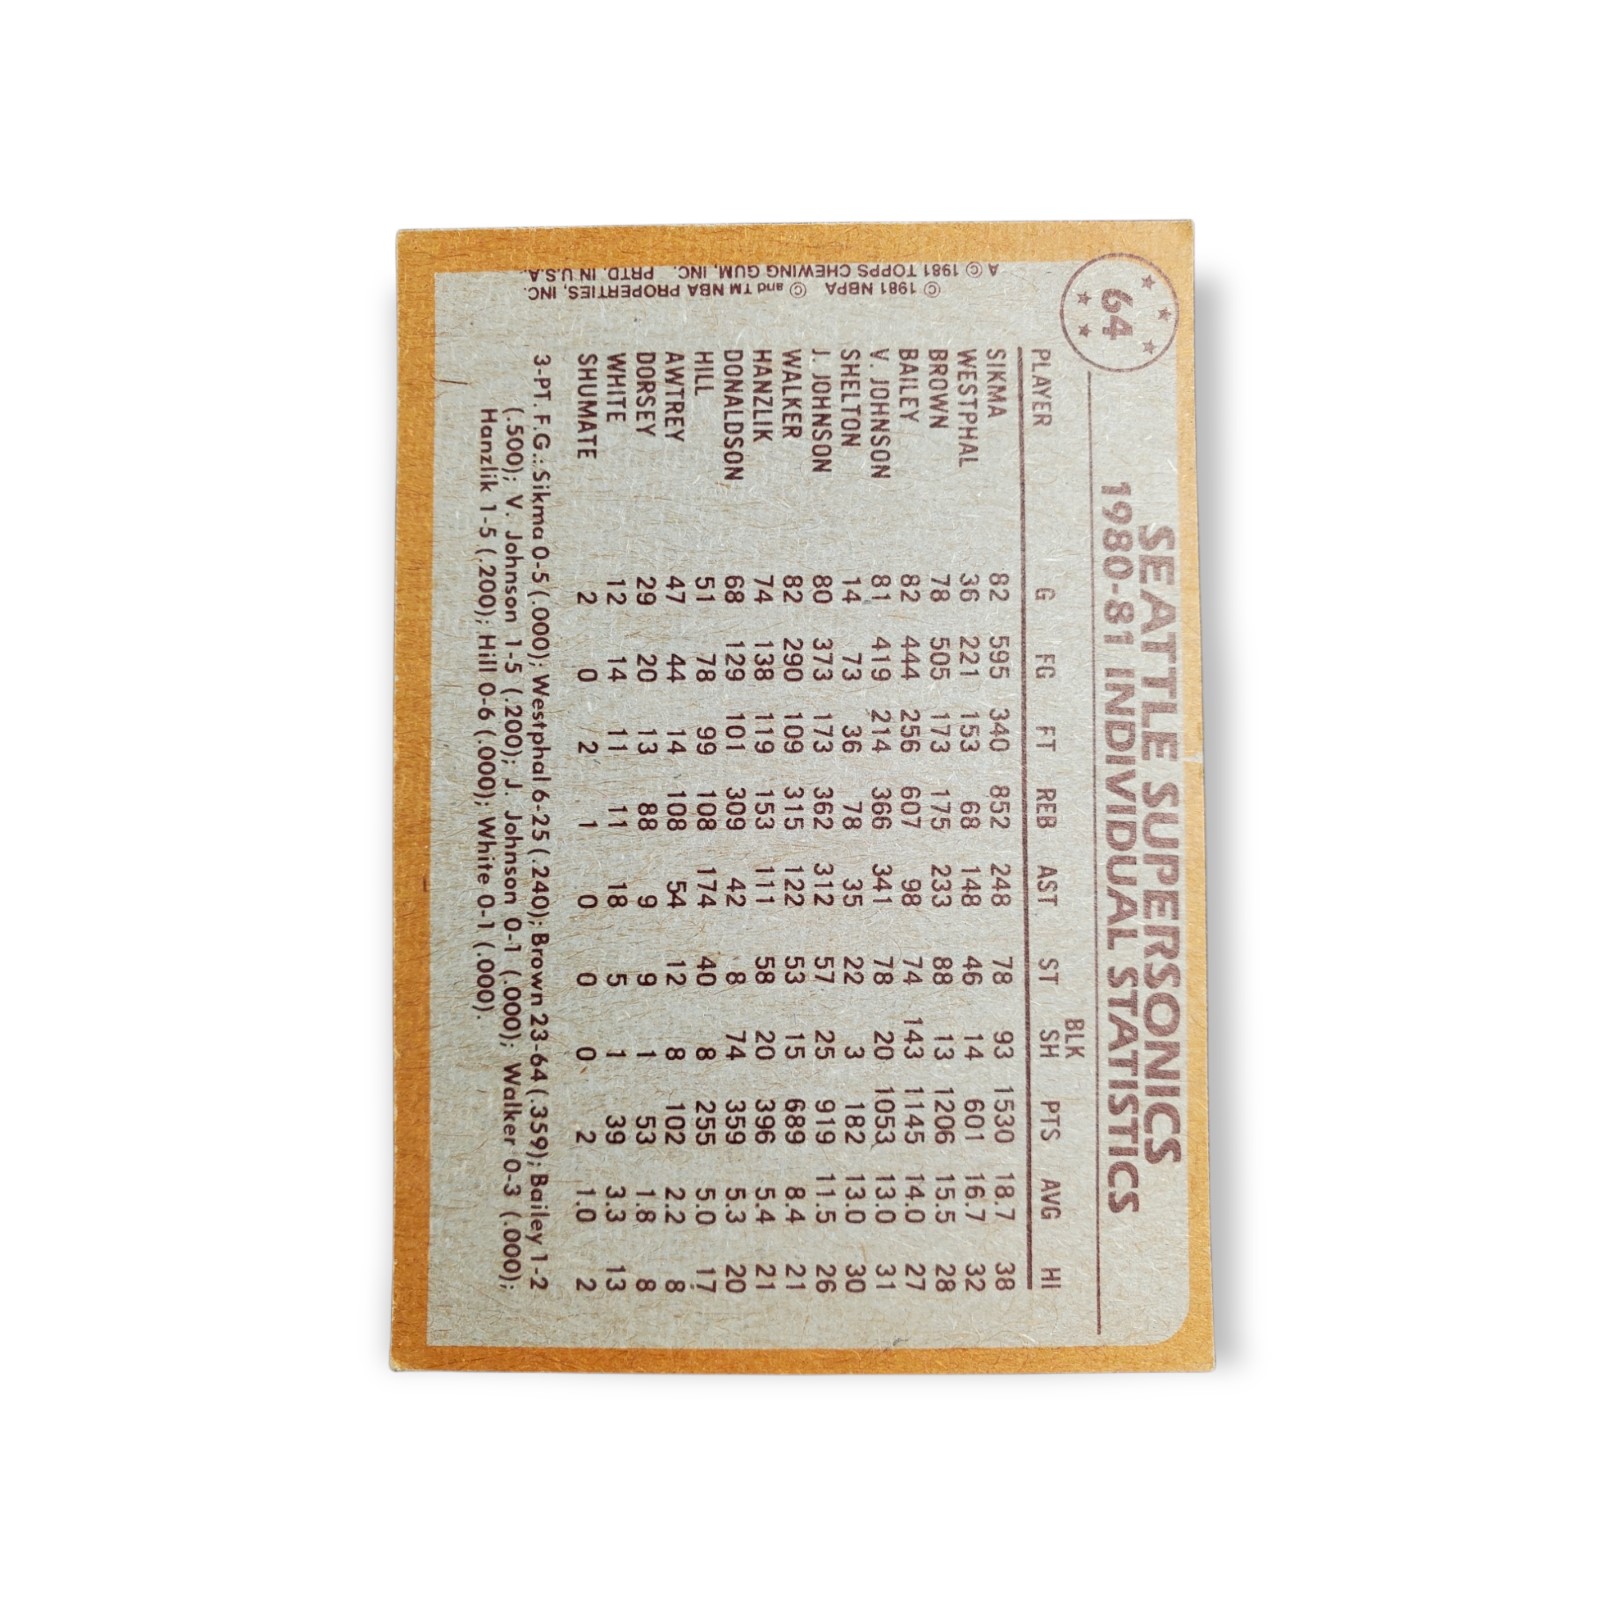 64
SEATTLE SUPERSONICS
1980-81 INDIVIDUAL STATISTICS
BLK
PLAYER G FG FT REB AST ST SH PTS AVG HI
SIKMA 82 595 340 852 248 78 93 1530 18.7 38
WESTPHAL 36 221 153 68 148 46 14 601 16.7 32
BROWN 78 505 173 175 233 88 13 1206 15.5 28
BAILEY 82 444 256 607 98 74 143 1145 14.0 27
V. JOHNSON 81 419 214 366 341 78 20 1053 13.0 31
SHELTON 14 73 36 78 35 22 3 182 13.0 30
J. JOHNSON 80 373 173 362 312 57 25 919 11.5 26
WALKER 82 290 109 315 122 53 15 689 8.4 21
HANZLIK 74 138 119 153 111 58 20 396 5.4 21
DONALDSON 68 129 101 309 42 8 74 359 5.3 20
HILL 51 78 99 108 174 40 8 255 5.0 17
AWTREY 47 44 14 108 54 12 8 102 2.2 8
DORSEY 29 20 13 88 9 9 1 53 1.8 8
WHITE 12 14 11 11 18 5 1 39 3.3 13
SHUMATE 2 0 2 1 0 0 0 2 1.0 2
3-PT. F.G.: Sikma 0-5 (.000); Westphal 6-25 (.240); Brown 23-64 (.359); Bailey 1-2
(.500); V. Johnson 1-5 (.200); J. Johnson 0-1 (.000); Walker 0-3 (.000);
Hanzlik 1-5 (.200); Hill 0-6 (.000); White 0-1 (.000).
© 1981 NBPA © and TM NBA PROPERTIES, INC.
A © 1981 TOPPS CHEWING GUM, INC. PRTD. IN U.S.A.